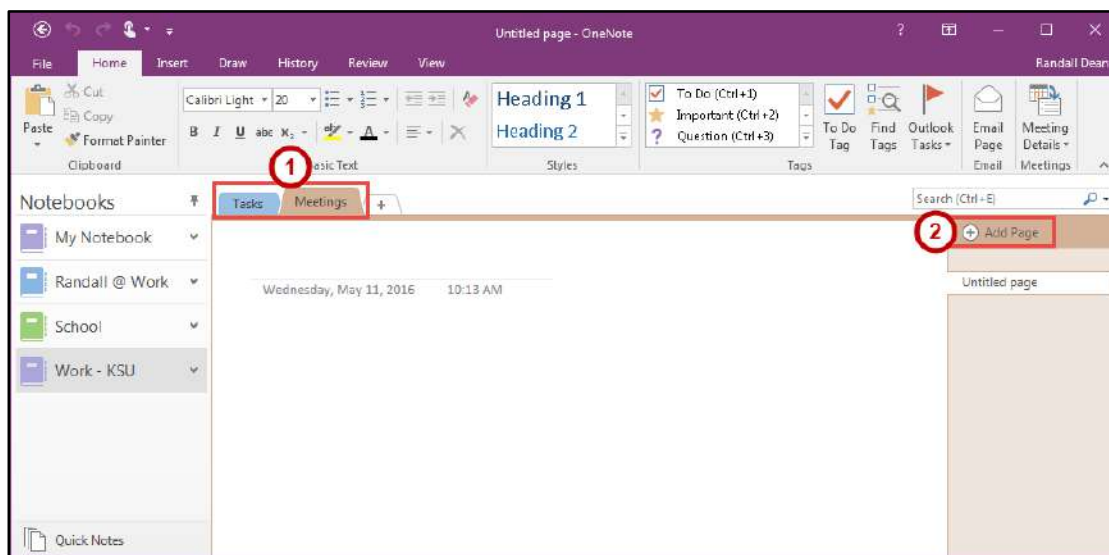 Untitled page - OneNote
?
File Home Insert Draw History Review View
Randall Dean
Paste
Cut
Copy
Format Painter
Clipboard
Calibri Light 20
B I U abc X₂ A
Basic Text
Heading 1
Heading 2
Styles
To Do (Ctrl+1)
Important (Ctrl+2)
? Question (Ctrl+3)
To Do Tag
Find Tags
Outlook Tasks
Tags
Email Page
Email
Meeting Details
Meetings
1
Notebooks
Tasks Meetings +
Search (Ctrl+E)
2
Add Page
My Notebook
Randall @ Work
School
Work - KSU
Wednesday, May 11, 2016 10:13 AM
Untitled page
Quick Notes